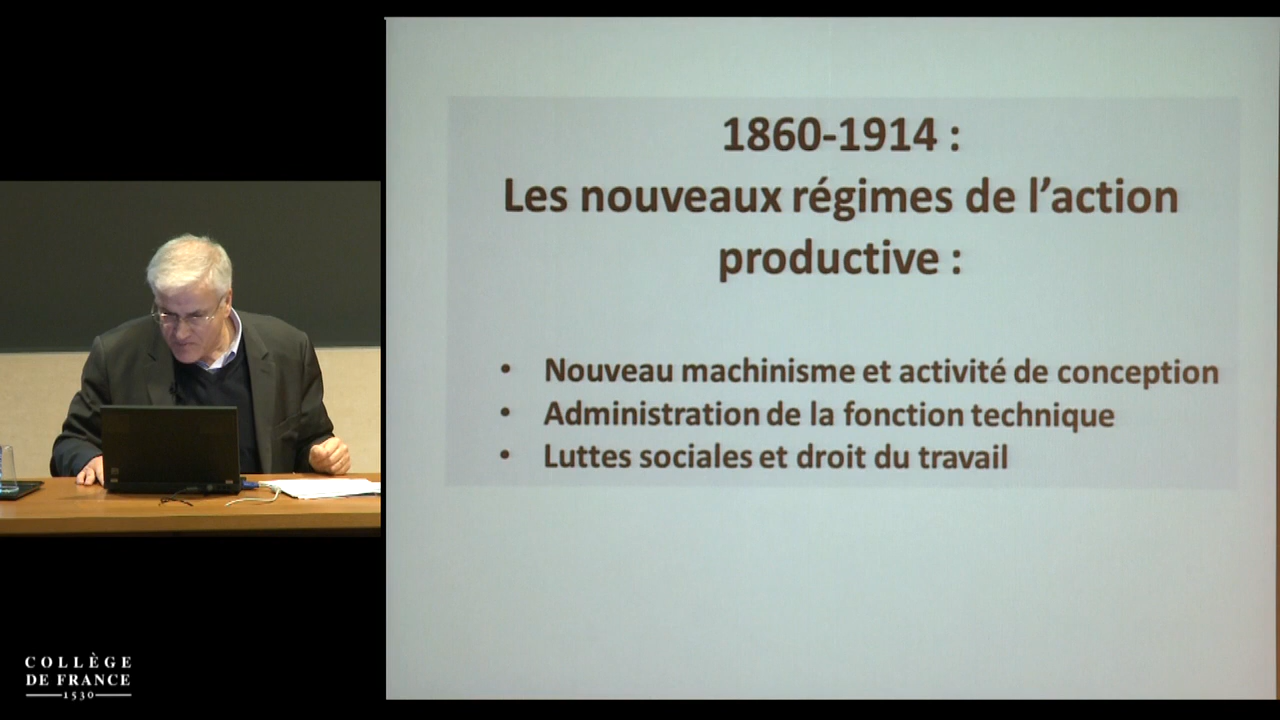 1860-1914 :
Les nouveaux régimes de l’action
productive :
• Nouveau machinisme et activité de conception
• Administration de la fonction technique
• Luttes sociales et droit du travail
COLLÈGE
DE FRANCE
1530